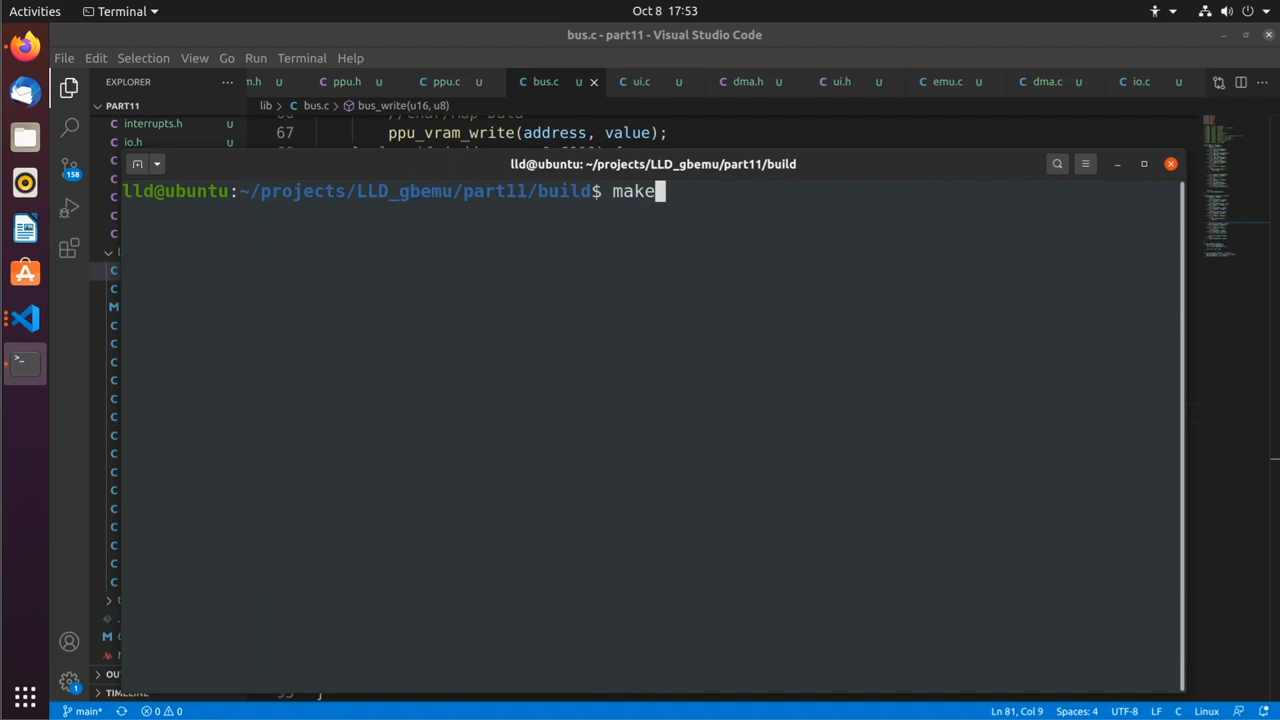 Activities
Terminal
Oct 8 17:53
bus.c - part11 - Visual Studio Code
File Edit Selection View Go Run Terminal Help
EXPLORER
m.h U ppu.h U ppu.c U bus.c U ui.c U dma.h U ui.h U emu.c U dma.c U io.c U
PART11
lib > C bus.c > bus_write(u16, u8)
interrupts.h U
67 ppu_vram_write(address, value);
io.h U
lld@ubuntu: ~/projects/LLD_gbemu/part11/build
lld@ubuntu:~/projects/LLD_gbemu/part11/build$ make
158
TIMELINE
1
main*
0 0
Ln 81, Col 9
Spaces: 4
UTF-8
LF
C
Linux